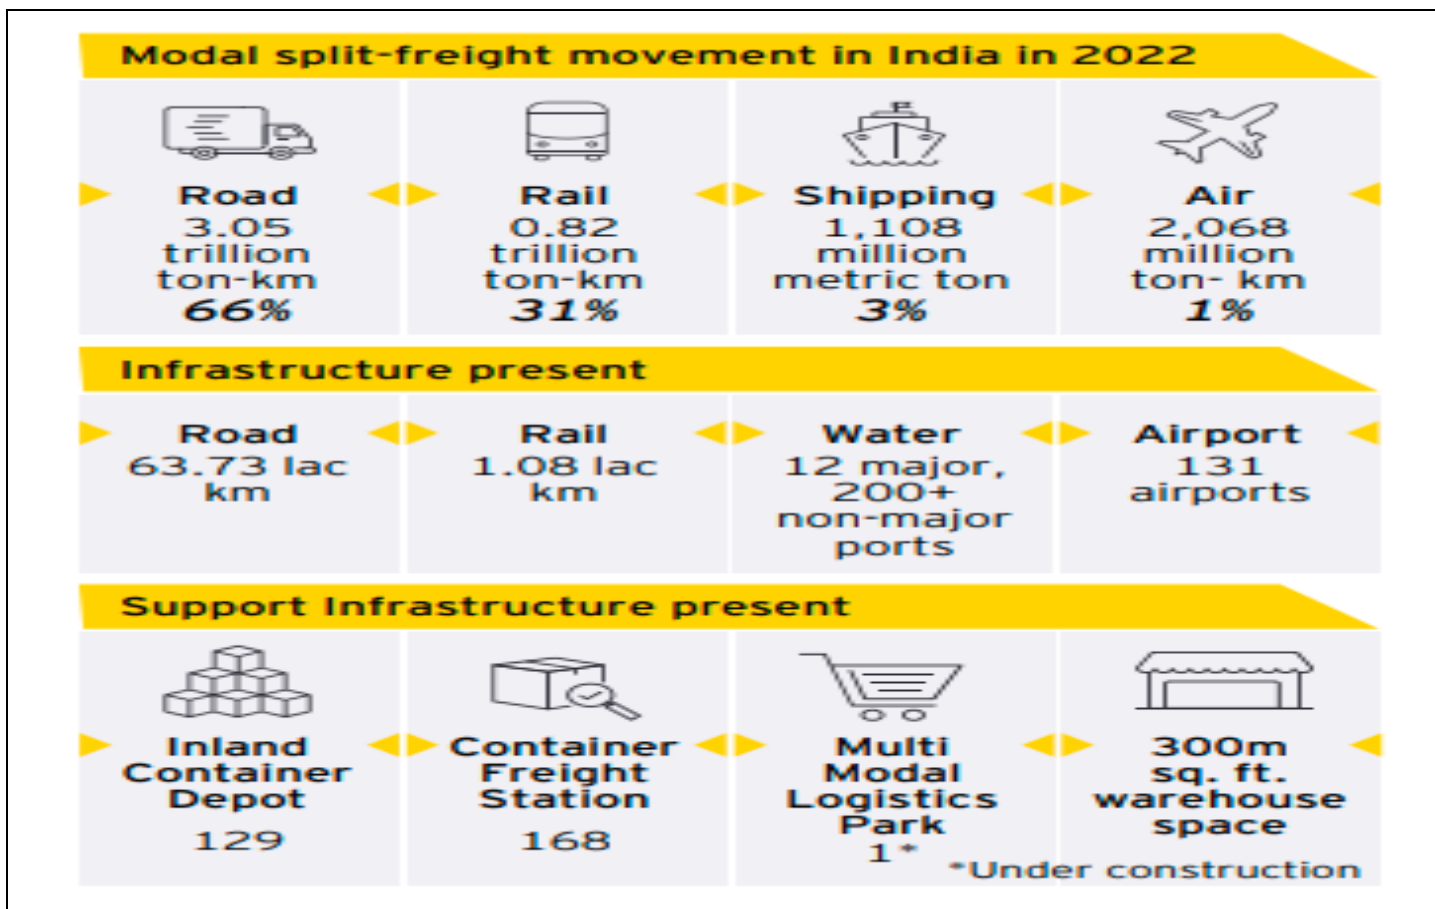 Modal split-freight movement in India in 2022
Road
3.05
trillion
ton-km
66%
Rail
0.82
trillion
ton-km
31%
Shipping
1,108
million
metric ton
3%
Air
2,068
million
ton- km
1%
Infrastructure present
Road
63.73 lac
km
Rail
1.08 lac
km
Water
12 major,
200+
non-major
ports
Airport
131
airports
Support Infrastructure present
Inland
Container
Depot
129
Container
Freight
Station
168
Multi
Modal
Logistics
Park
1*
300m
sq. ft.
warehouse
space
*Under construction